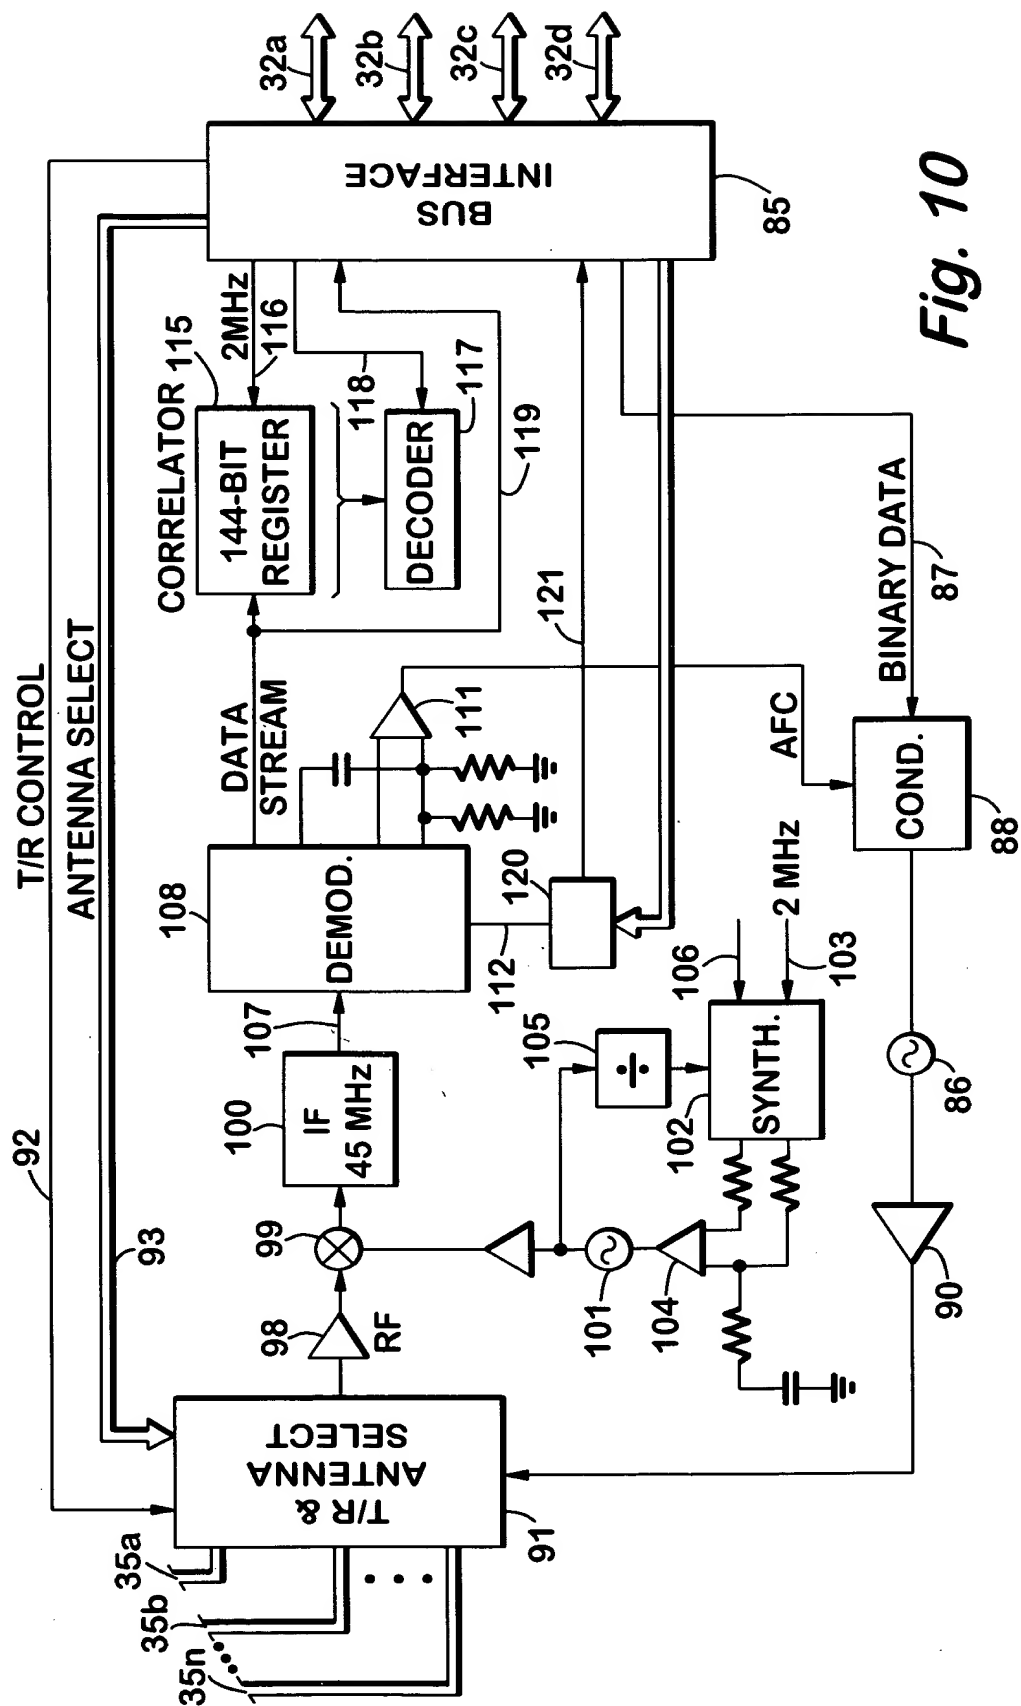 92
T/R CONTROL
93
ANTENNA SELECT
35a
35b
35n
T/R &
ANTENNA
SELECT
91
98
RF
99
100
IF
45 MHz
107
108
DEMOD.
DATA
STREAM
CORRELATOR
115
144-BIT
REGISTER
2MHz
116
118
DECODER
117
119
BUS
INTERFACE
85
32a
32b
32c
32d
111
112
120
121
101
104
105
÷
102
SYNTH.
106
103
2 MHz
AFC
BINARY DATA
87
COND.
88
86
90
Fig. 10